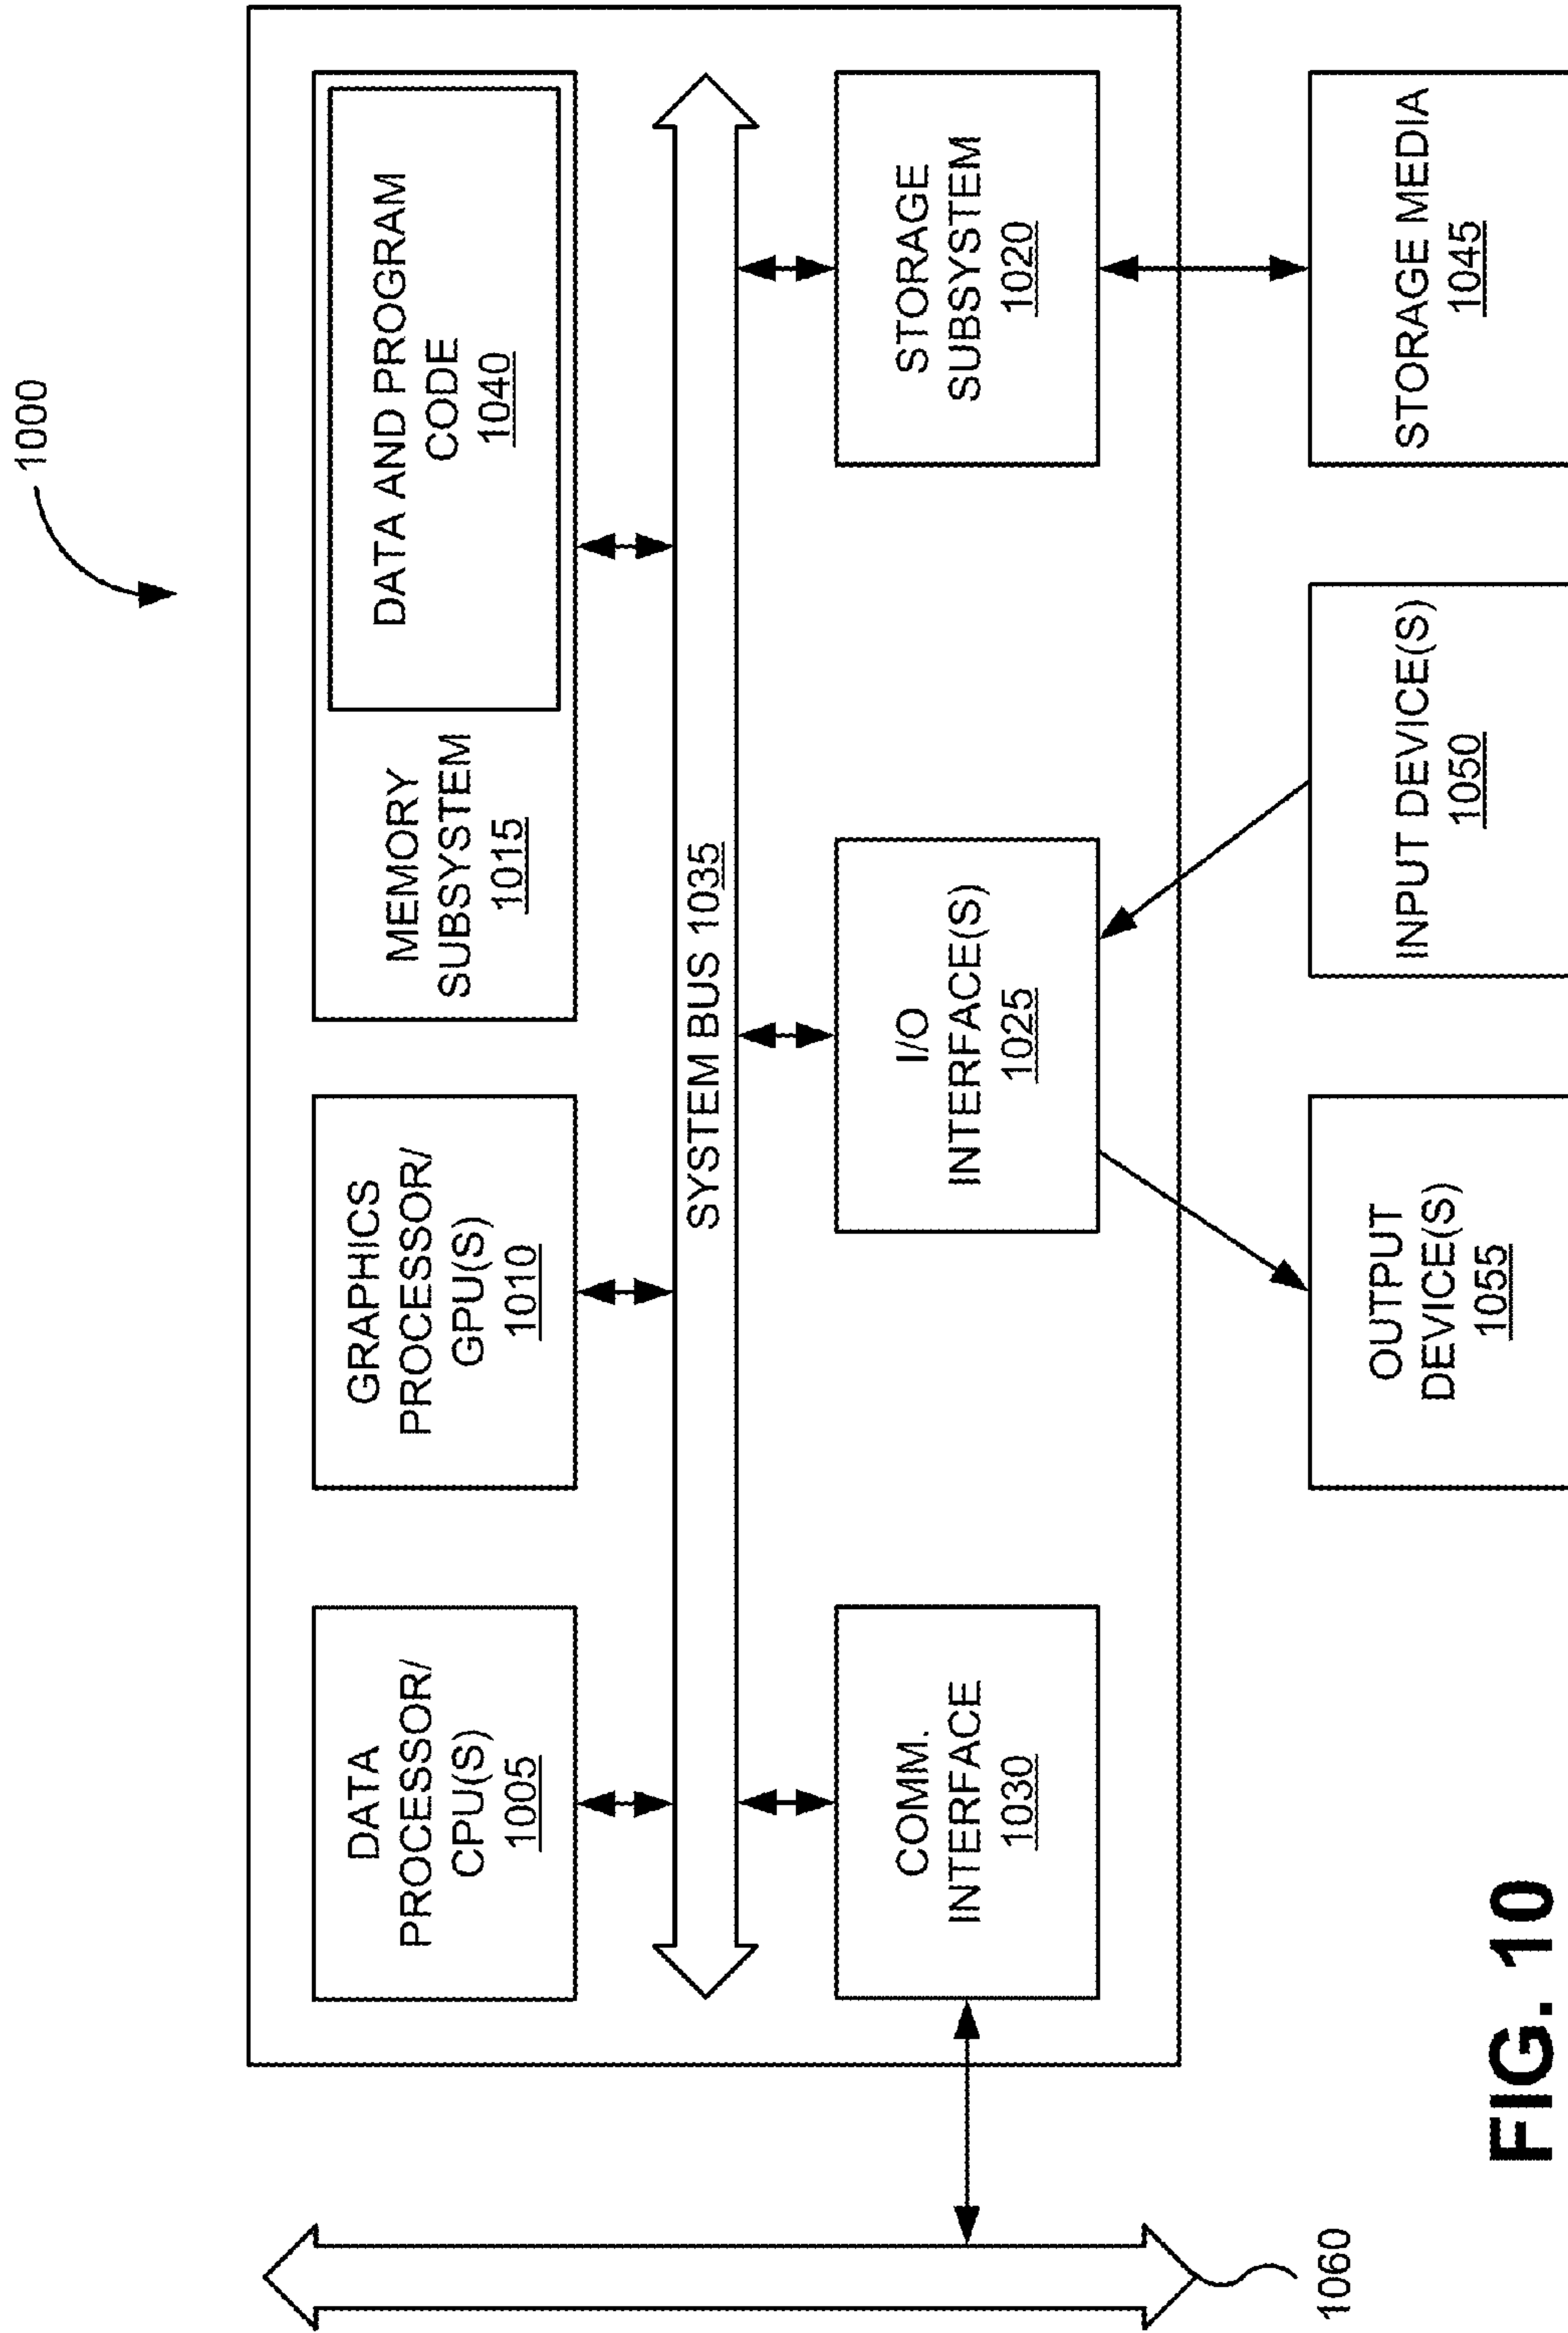 1000
DATA
PROCESSOR/
CPU(S)
1005
GRAPHICS
PROCESSOR/
GPU(S)
1010
MEMORY
SUBSYSTEM
1015
DATA AND PROGRAM
CODE
1040
SYSTEM BUS 1035
COMM.
INTERFACE
1030
I/O
INTERFACE(S)
1025
STORAGE
SUBSYSTEM
1020
1060
OUTPUT
DEVICE(S)
1055
INPUT DEVICE(S)
1050
STORAGE MEDIA
1045
FIG. 10